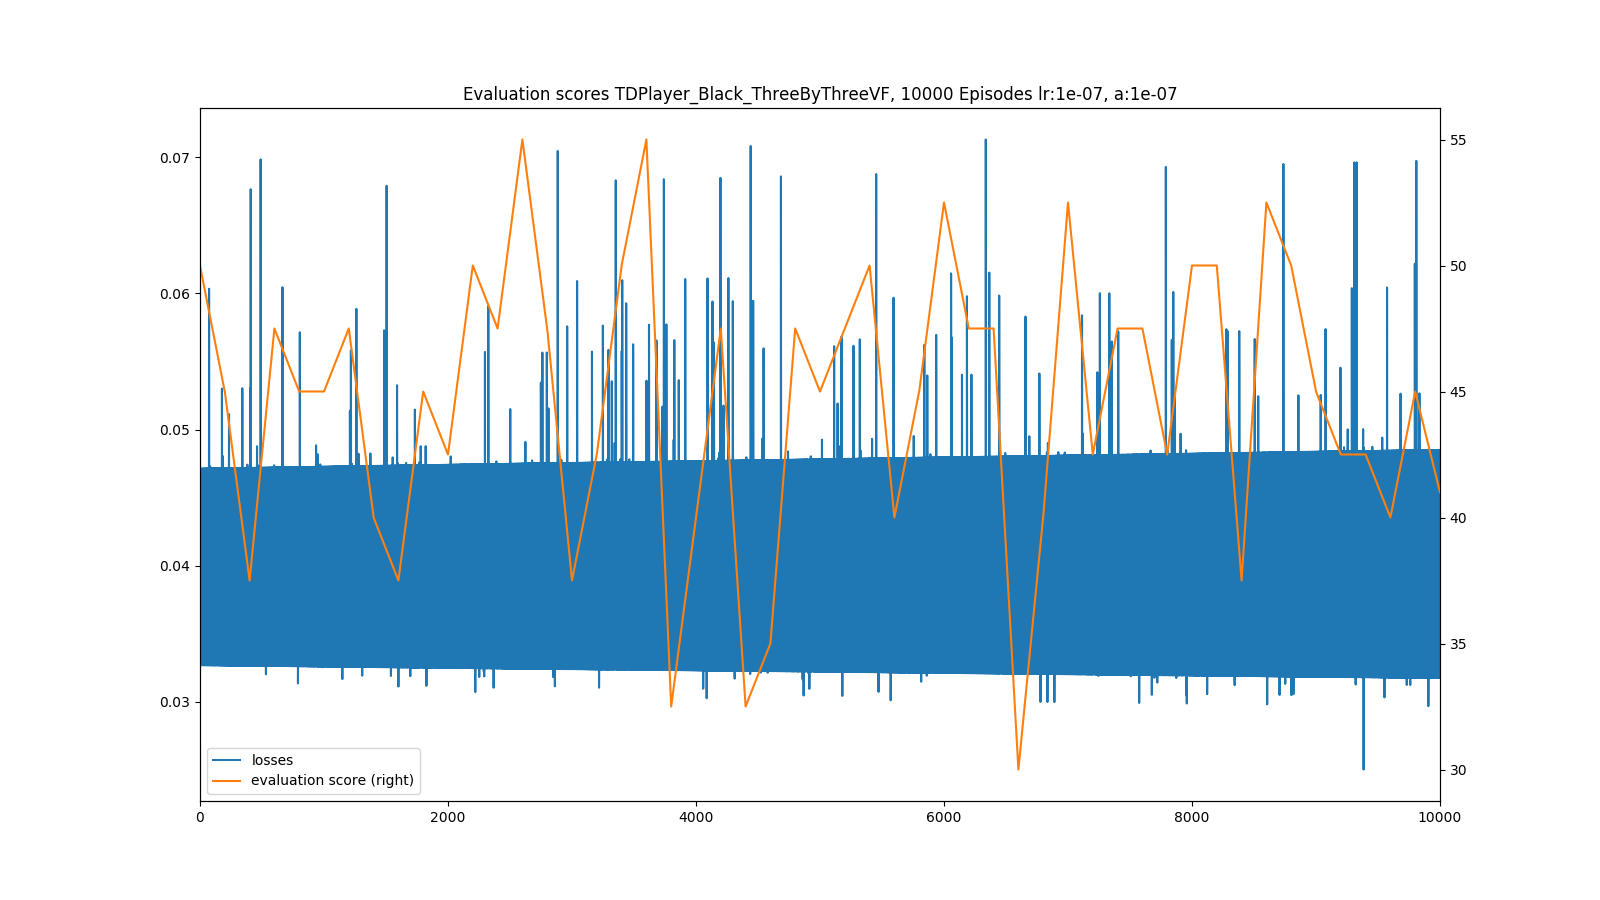 Evaluation scores TDPlayer_Black_ThreeByThreeVF, 10000 Episodes lr:1e-07, a:1e-07
0.07
0.06
0.05
0.04
0.03
55
50
45
40
35
30
losses
evaluation score (right)
0 2000 4000 6000 8000 10000